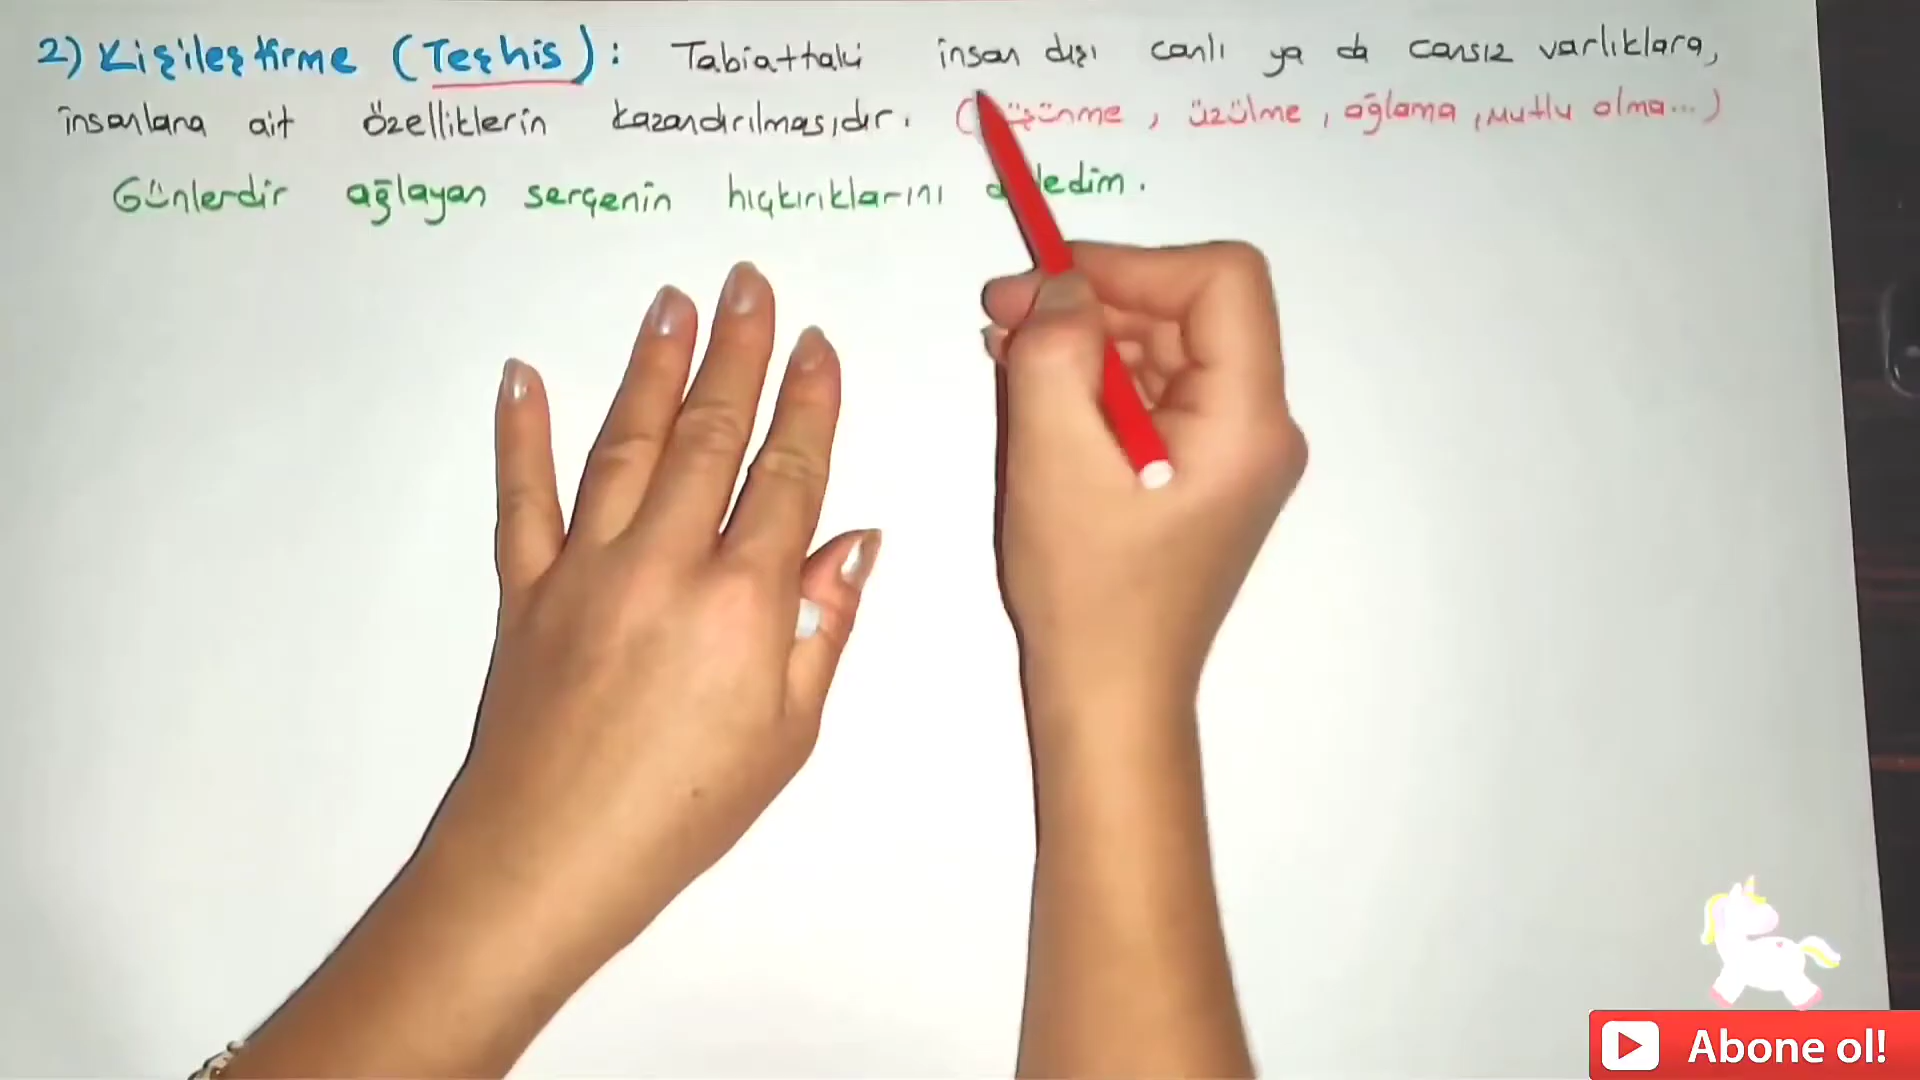 2) Kişileştirme (Teşhis) : Tabiattaki insan dışı canlı ya da cansız varlıklara,
insanlara ait özelliklerin kazandırılmasıdır. (üzülme, ağlama, mutlu olma...)
Günlerdir ağlayan serçenin hıçkırıklarını
Abone ol!